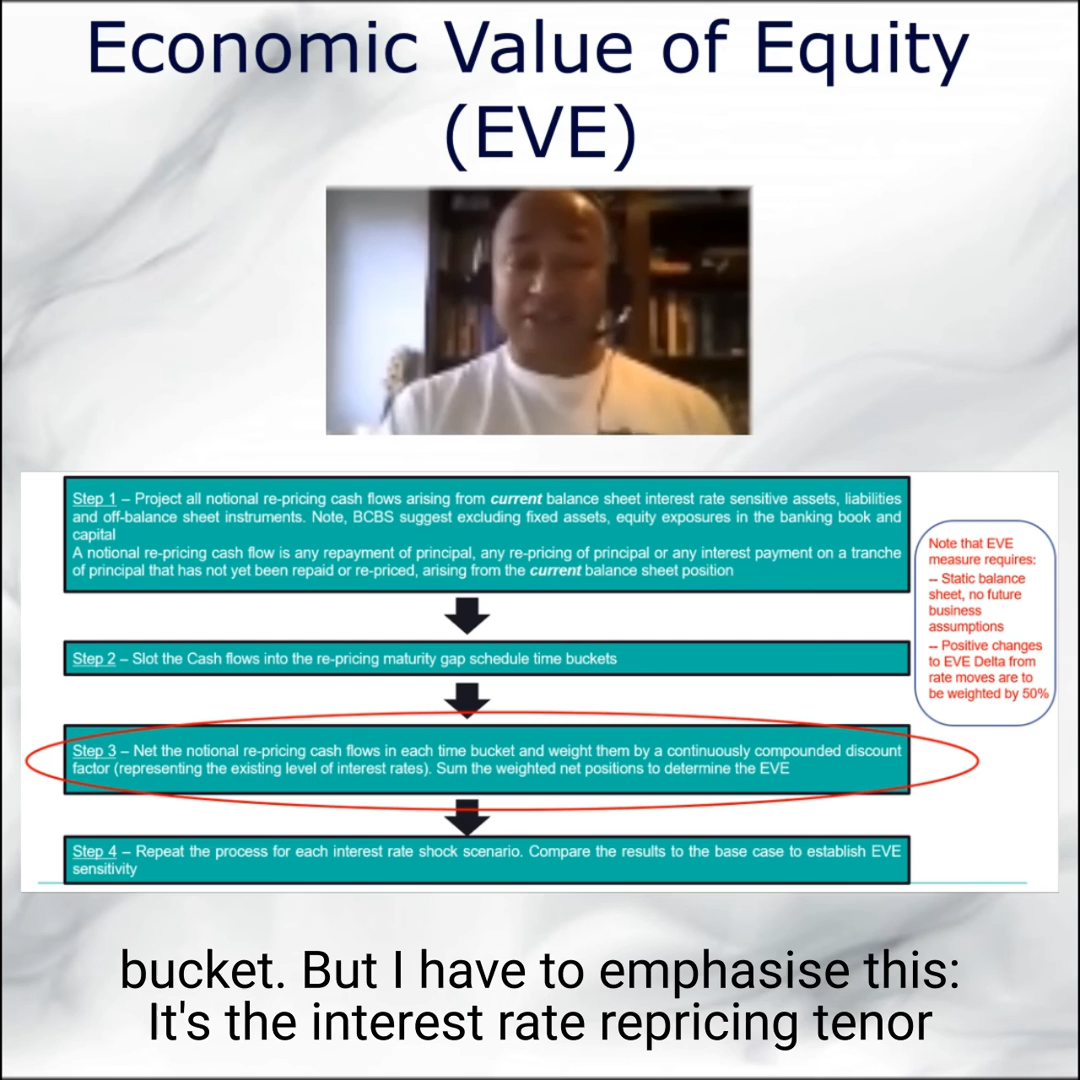 Economic Value of Equity
(EVE)
Step 1 – Project all notional re-pricing cash flows arising from current balance sheet interest rate sensitive assets, liabilities
and off-balance sheet instruments. Note, BCBS suggest excluding fixed assets, equity exposures in the banking book and
capital
A notional re-pricing cash flow is any repayment of principal, any re-pricing of principal or any interest payment on a tranche
of principal that has not yet been repaid or re-priced, arising from the current balance sheet position
Step 2 – Slot the Cash flows into the re-pricing maturity gap schedule time buckets
Step 3 – Net the notional re-pricing cash flows in each time bucket and weight them by a continuously compounded discount
factor (representing the existing level of interest rates). Sum the weighted net positions to determine the EVE
Step 4 – Repeat the process for each interest rate shock scenario. Compare the results to the base case to establish EVE
sensitivity
Note that EVE
measure requires:
-- Static balance
sheet, no future
business
assumptions
-- Positive changes
to EVE Delta from
rate moves are to
be weighted by 50%
bucket. But I have to emphasise this:
It's the interest rate repricing tenor